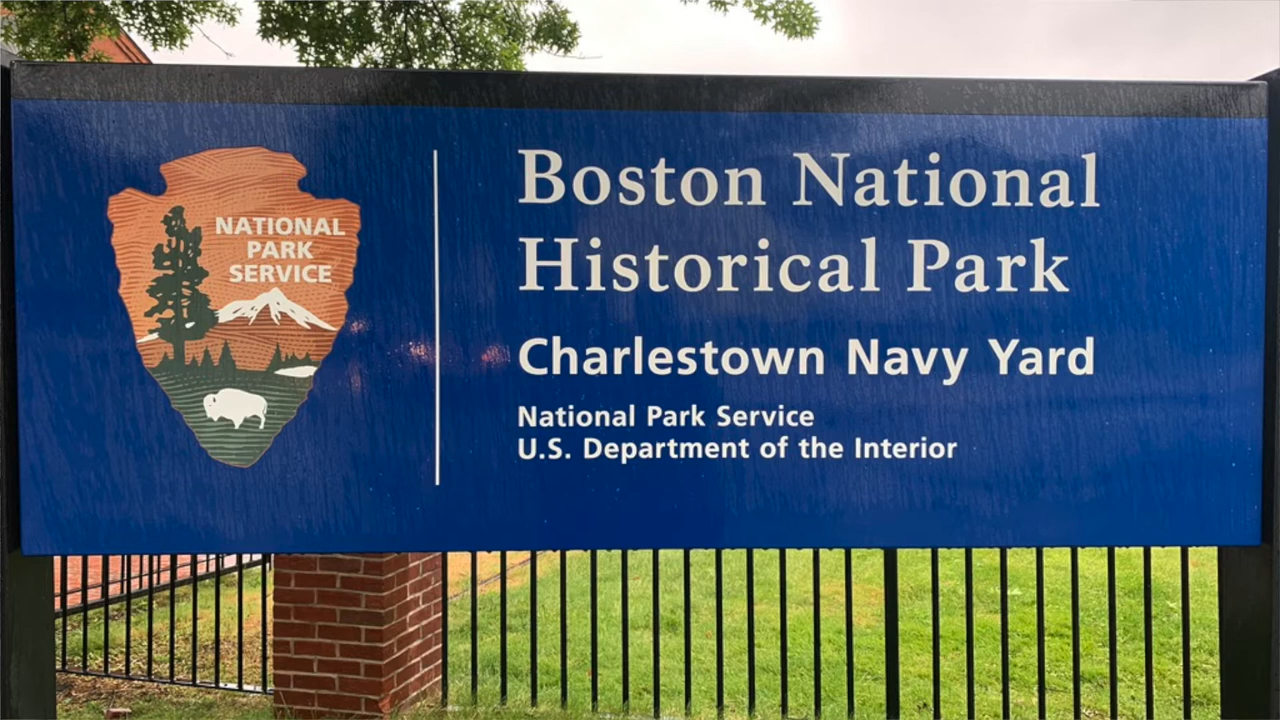 NATIONAL
PARK
SERVICE
Boston National
Historical Park
Charlestown Navy Yard
National Park Service
U.S. Department of the Interior